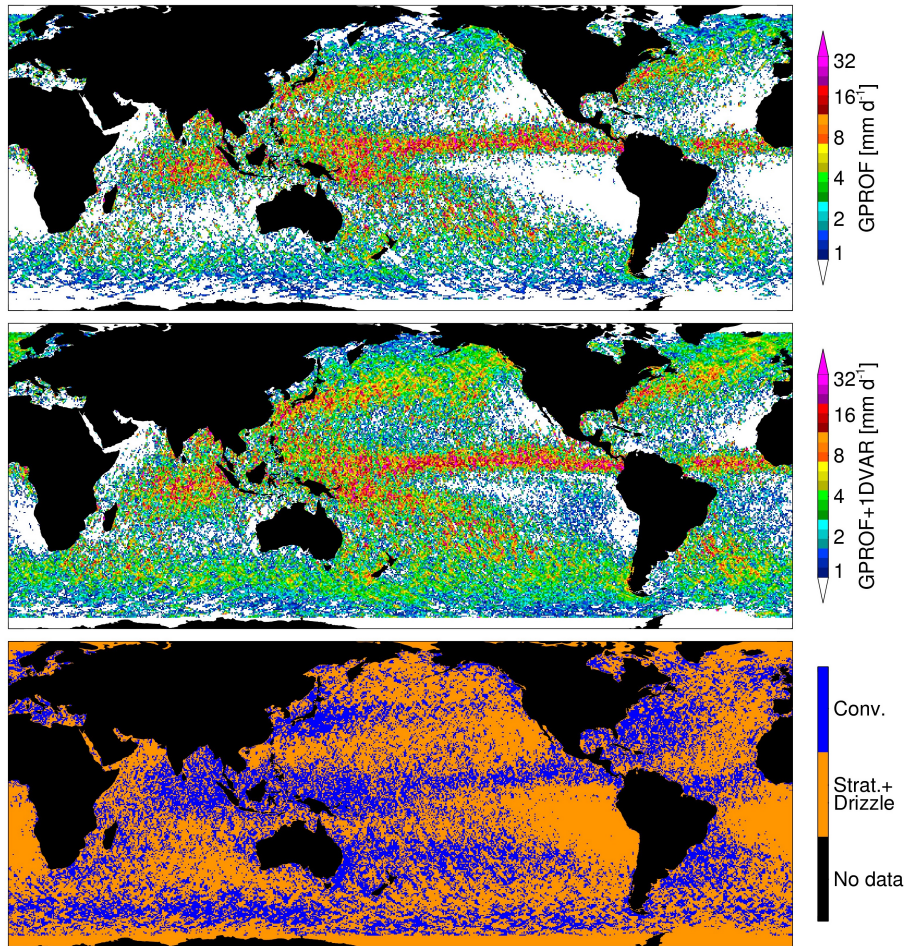 32
16
8
4
2
1
GPROF [mm d⁻¹]
32
16
8
4
2
1
GPROF+1DVAR [mm d⁻¹]
Conv.
Strat.+
Drizzle
No data